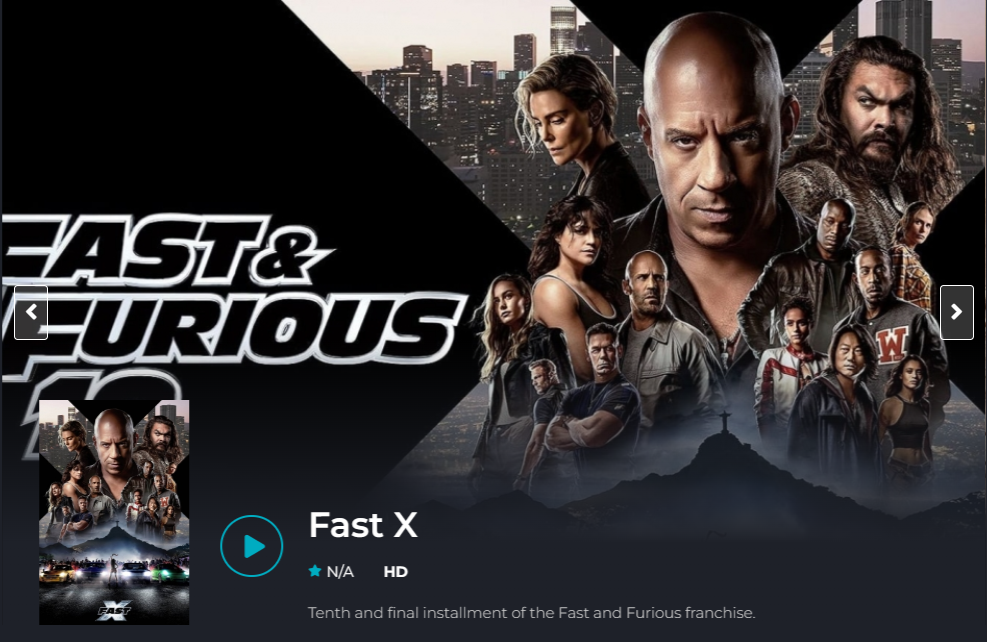 FAST &
FURIOUS
10
W
FAST X
Fast X
N/A HD
Tenth and final installment of the Fast and Furious franchise.